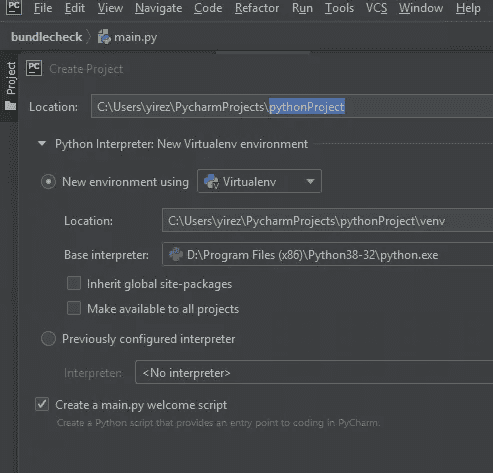 PC File Edit View Navigate Code Refactor Run Tools VCS Window Help
bundlecheck main.py
Project
PC Create Project
Location: C:\Users\yirez\PycharmProjects\pythonProject
Python Interpreter: New Virtualenv environment
New environment using Virtualenv
Location: C:\Users\yirez\PycharmProjects\pythonProject\venv
Base interpreter: D:\Program Files (x86)\Python38-32\python.exe
Inherit global site-packages
Make available to all projects
Previously configured interpreter
Interpreter: <No interpreter>
Create a main.py welcome script
Create a Python script that provides an entry point to coding in PyCharm.